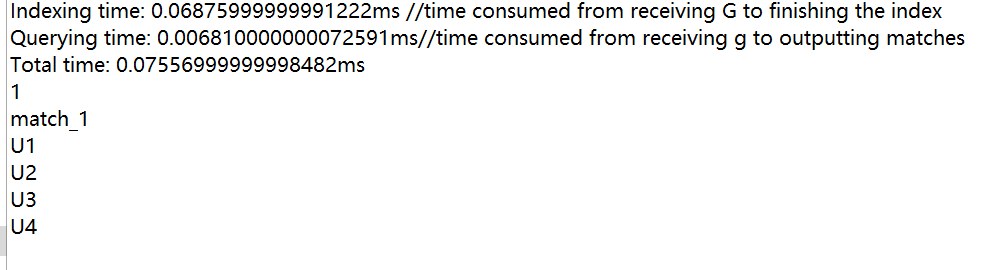 Indexing time: 0.06875999999991222ms //time consumed from receiving G to finishing the index
Querying time: 0.006810000000072591ms//time consumed from receiving g to outputting matches
Total time: 0.07556999999998482ms
1
match_1
U1
U2
U3
U4